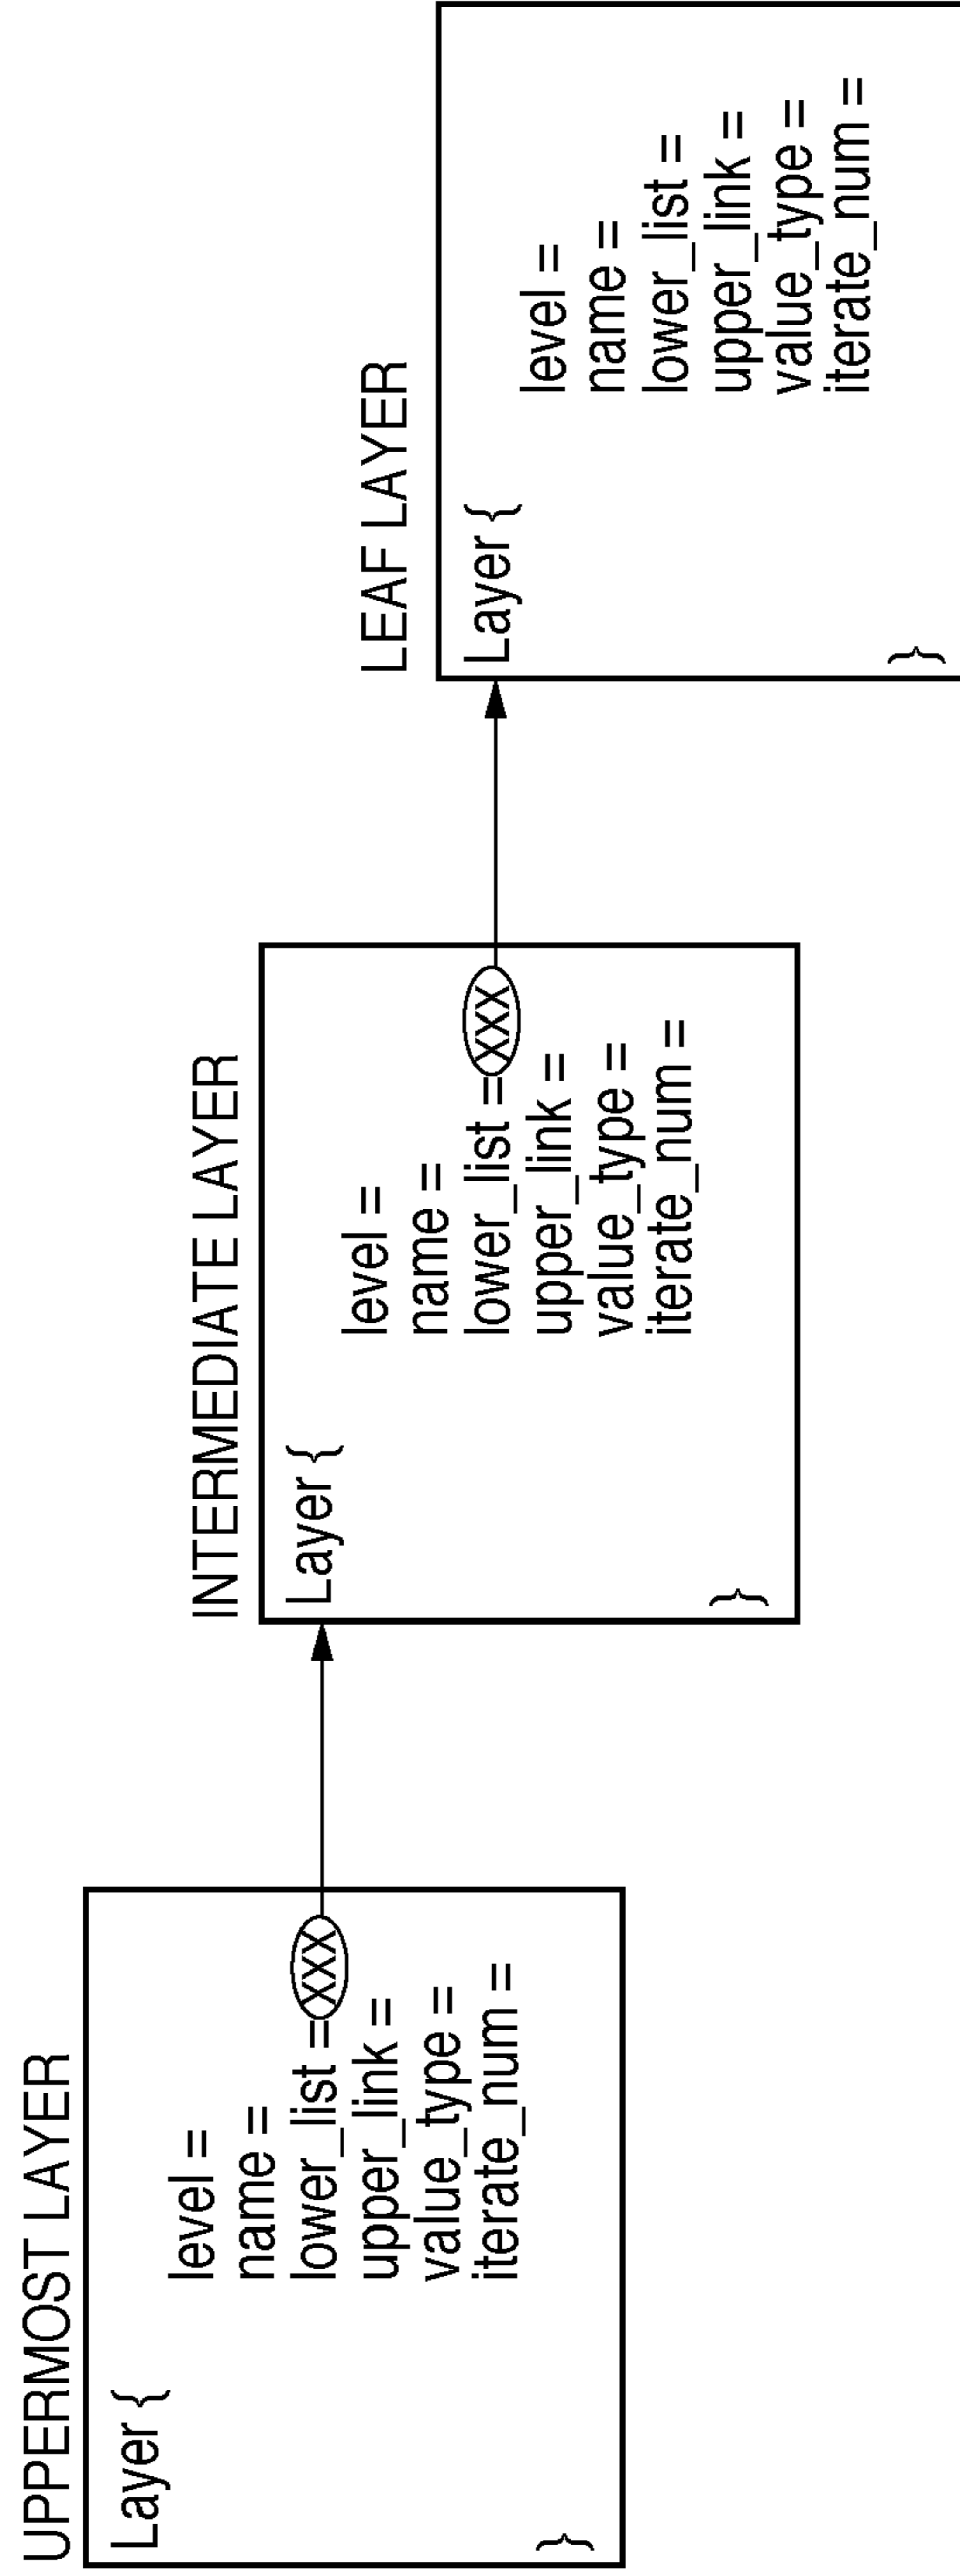 UPPERMOST LAYER
Layer {
level =
name =
lower_list = XXX
upper_link =
value_type =
iterate_num =
}
INTERMEDIATE LAYER
Layer {
level =
name =
lower_list = XXX
upper_link =
value_type =
iterate_num =
}
LEAF LAYER
Layer {
level =
name =
lower_list =
upper_link =
value_type =
iterate_num =
}